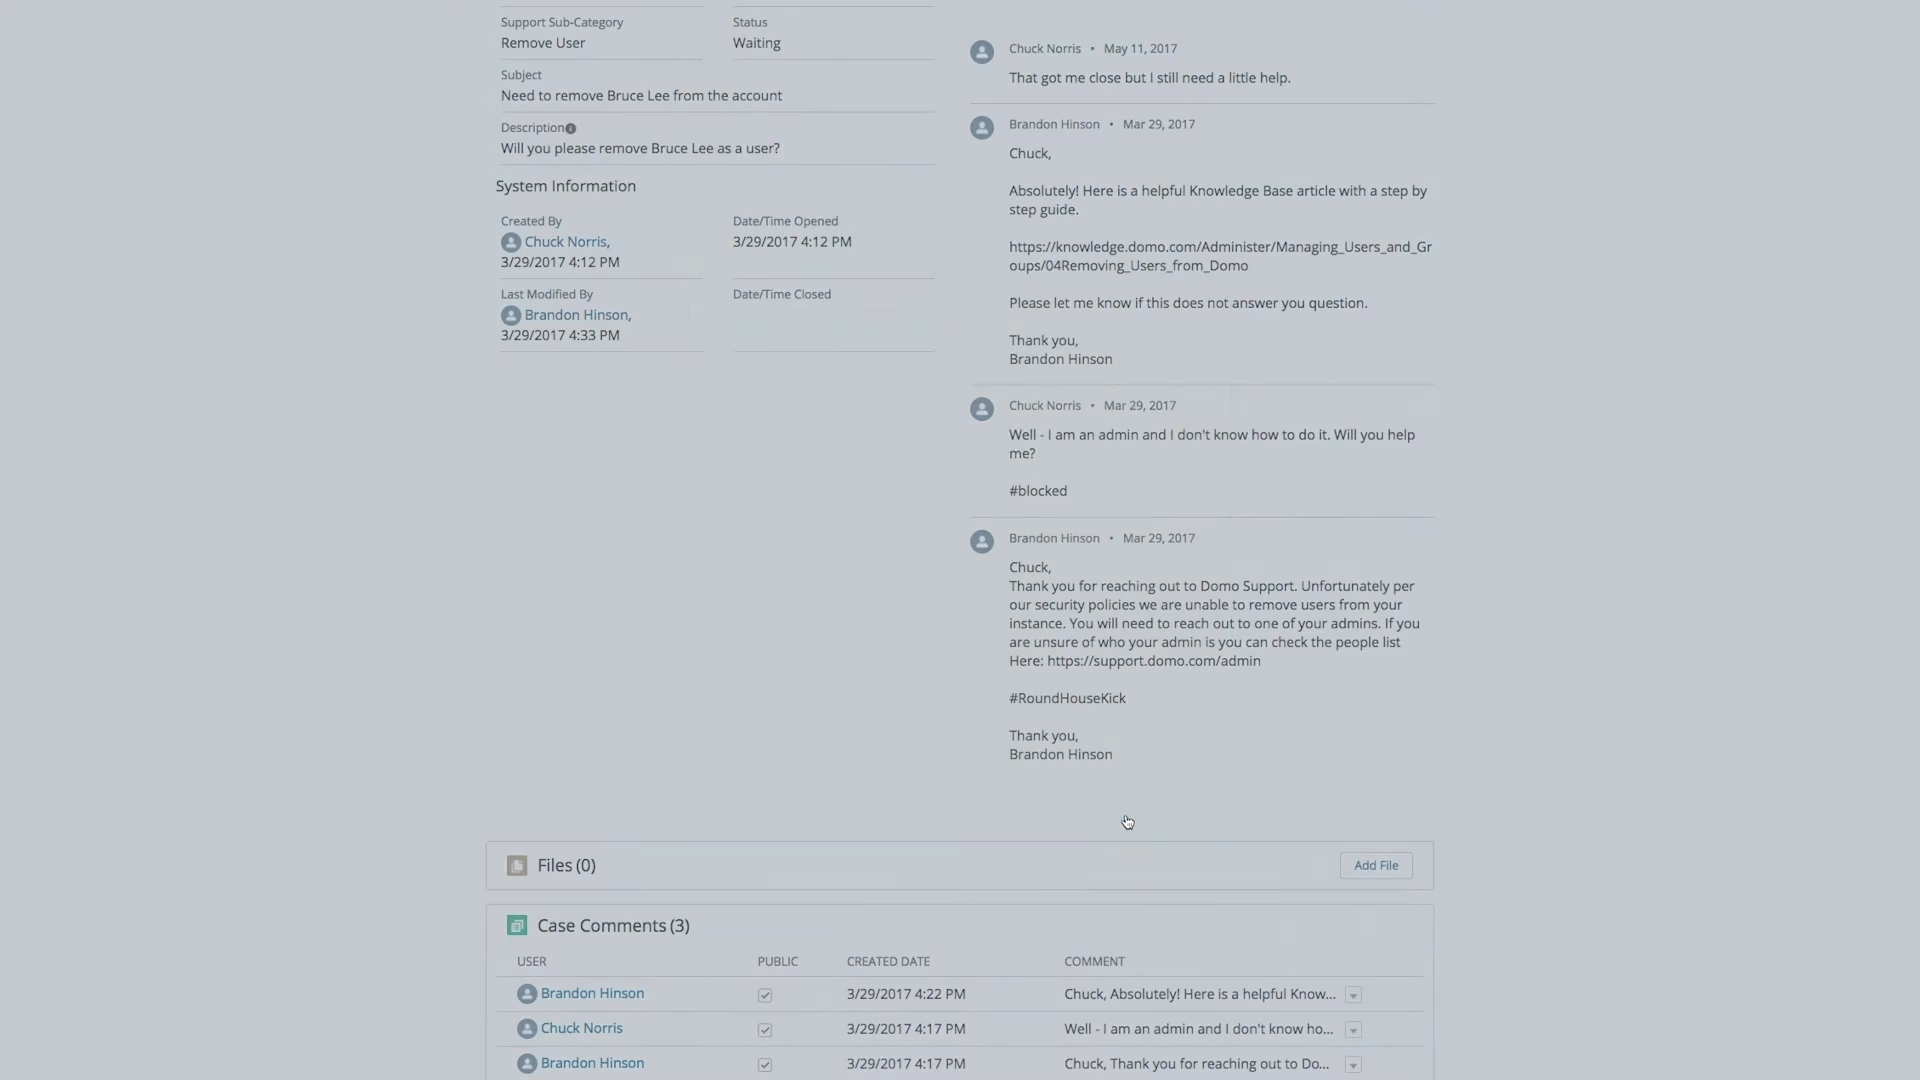 Support Sub-Category
Remove User
Status
Waiting
Subject
Need to remove Bruce Lee from the account
Description
Will you please remove Bruce Lee as a user?
System Information
Created By
Chuck Norris,
3/29/2017 4:12 PM
Date/Time Opened
3/29/2017 4:12 PM
Last Modified By
Brandon Hinson,
3/29/2017 4:33 PM
Date/Time Closed
Chuck Norris • May 11, 2017
That got me close but I still need a little help.
Brandon Hinson • Mar 29, 2017
Chuck,
Absolutely! Here is a helpful Knowledge Base article with a step by
step guide.
https://knowledge.domo.com/Administer/Managing_Users_and_Gr
oups/04Removing_Users_from_Domo
Please let me know if this does not answer you question.
Thank you,
Brandon Hinson
Chuck Norris • Mar 29, 2017
Well - I am an admin and I don't know how to do it. Will you help
me?
#blocked
Brandon Hinson • Mar 29, 2017
Chuck,
Thank you for reaching out to Domo Support. Unfortunately per
our security policies we are unable to remove users from your
instance. You will need to reach out to one of your admins. If you
are unsure of who your admin is you can check the people list
Here: https://support.domo.com/admin
#RoundHouseKick
Thank you,
Brandon Hinson
Files (0)
Add File
Case Comments (3)
USER PUBLIC CREATED DATE COMMENT
Brandon Hinson 3/29/2017 4:22 PM Chuck, Absolutely! Here is a helpful Know...
Chuck Norris 3/29/2017 4:17 PM Well - I am an admin and I don't know ho...
Brandon Hinson 3/29/2017 4:17 PM Chuck, Thank you for reaching out to Do...